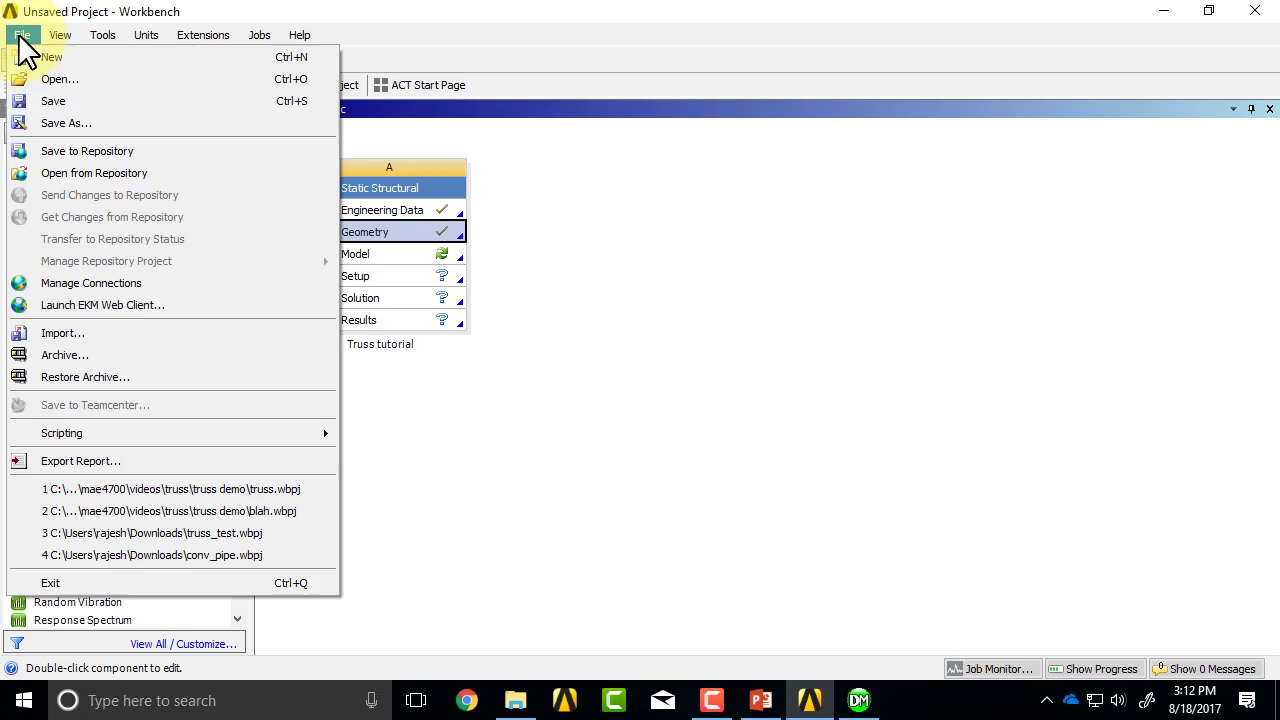 Unsaved Project - Workbench
File View Tools Units Extensions Jobs Help
New Ctrl+N
Open... Ctrl+O
ject ACT Start Page
Save Ctrl+S
c
Save As...
Save to Repository
Open from Repository
Send Changes to Repository
Get Changes from Repository
Transfer to Repository Status
Manage Repository Project
Manage Connections
Launch EKM Web Client...
Import...
Archive...
Restore Archive...
Save to Teamcenter...
Scripting
Export Report...
1 C:\...\mae4700\videos\truss\truss demo\truss.wbpj
2 C:\...\mae4700\videos\truss\truss demo\blah.wbpj
3 C:\Users\rajesh\Downloads\truss_test.wbpj
4 C:\Users\rajesh\Downloads\conv_pipe.wbpj
Exit Ctrl+Q
A
Static Structural
Engineering Data
Geometry
Model
Setup ?
Solution ?
Results ?
Truss tutorial
Random Vibration
Response Spectrum
View All / Customize...
Double-click component to edit. Job Monitor... Show Progress Show 0 Messages
Type here to search
DM
3:12 PM
8/18/2017